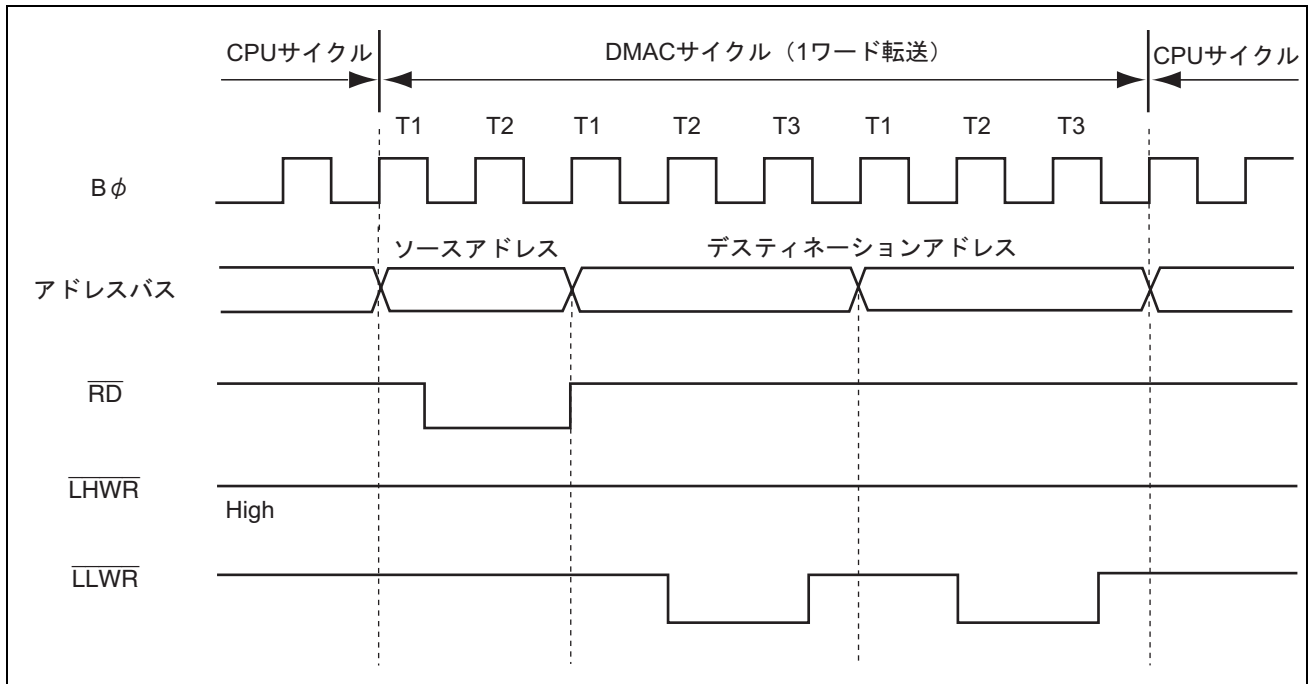 CPUサイクル DMACサイクル（1ワード転送） CPUサイクル
T1 T2 T1 T2 T3 T1 T2 T3
Bφ
ソースアドレス デスティネーションアドレス
アドレスバス
RD
LHWR
High
LLWR